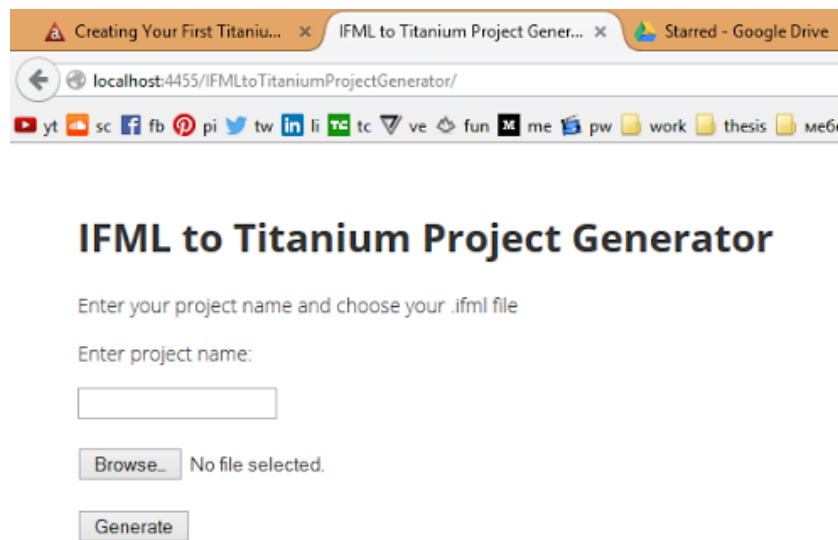 Creating Your First Titaniu... × IFML to Titanium Project Gener... × Starred - Google Drive
localhost:4455/IFMLtoTitaniumProjectGenerator/
yt sc fb pi tw in li TC tc ve fun M me pw work thesis
IFML to Titanium Project Generator
Enter your project name and choose your .ifml file
Enter project name:
Browse... No file selected.
Generate